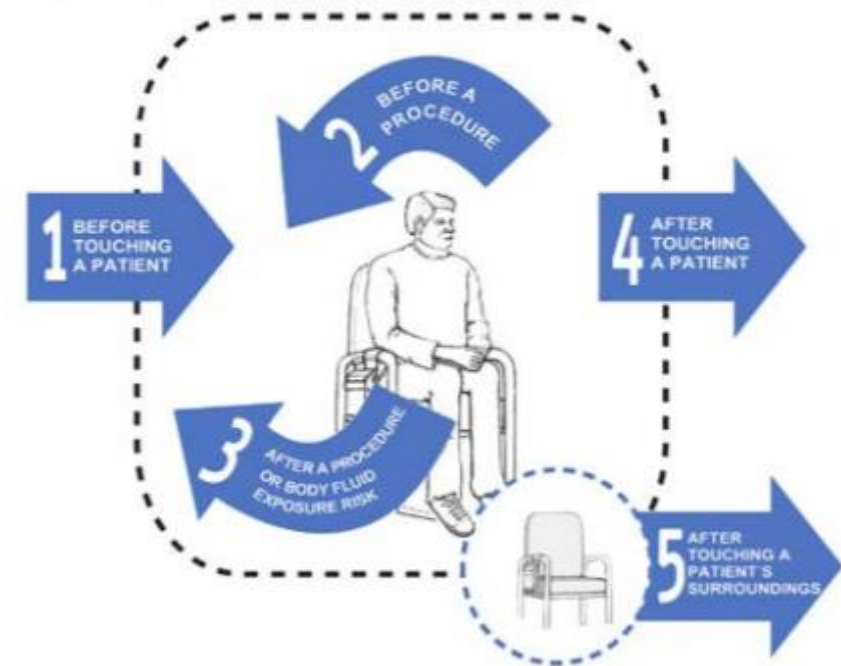 1 BEFORE
TOUCHING
A PATIENT
2 BEFORE A
PROCEDURE
3 AFTER A PROCEDURE
OR BODY FLUID
EXPOSURE RISK
4 AFTER
TOUCHING
A PATIENT
5 AFTER
TOUCHING A
PATIENT'S
SURROUNDINGS